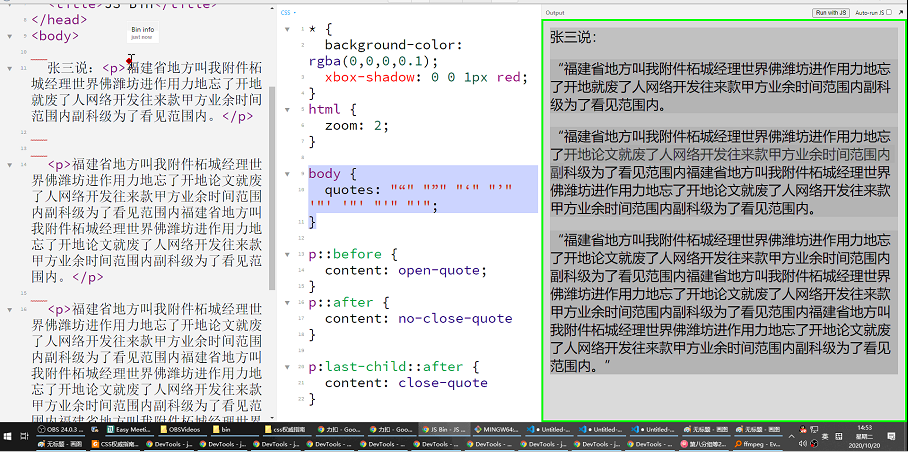 <title>JS Bin</title>
</head>
<body>
Bin info
just now
张三说：<p>福建省地方叫我附件柘
城经理世界佛潍坊进作用力地忘
了开地论文就废了人网络开发往
来款甲方业余时间
范围内副科级为了看见范围内。</p>
<p>福建省地方叫我附件柘城经理世
界佛潍坊进作用力地忘了开地论文
就废了人网络开发往来款甲方业余时间范围
内副科级为了看见范围内福建省地方叫我
附件柘城经理世界佛潍坊进作用力地
忘了开地论文就废了人网络开发往来
款甲方业余时间范围内副科级为了看见范
围内。</p>
<p>福建省地方叫我附件柘城经理世
界佛潍坊进作用力地忘了开地论文就废
了人网络开发往来款甲方业余时间范
围内副科级为了看见范围内福建省地方叫
我附件柘城经理世界佛潍坊进作用力地
忘了开地论文就废了人网络开发往来款
甲方业余时间范围内副科级为了看见范
CSS
* {
background-color:
rgba(0,0,0,0.1);
xbox-shadow: 0 0 1px red;
}
html {
zoom: 2;
}
body {
quotes: "“" "”" "‘" "’"
'"' '"' "'" "'";
}
p::before {
content: open-quote;
}
p::after {
content: no-close-quote
}
p:last-child::after {
content: close-quote
}
Output
Run with JS
Auto-run JS
张三说：
“福建省地方叫我附件柘城经理世界佛潍坊进作用力地忘
了开地就废了人网络开发往来款甲方业余时间范围内副科
级为了看见范围内。
“福建省地方叫我附件柘城经理世界佛潍坊进作用力地忘
了开地论文就废了人网络开发往来款甲方业余时间范围内
副科级为了看见范围内福建省地方叫我附件柘城经理世界
佛潍坊进作用力地忘了开地论文就废了人网络开发往来款
甲方业余时间范围内副科级为了看见范围内。
“福建省地方叫我附件柘城经理世界佛潍坊进作用力地忘
了开地论文就废了人网络开发往来款甲方业余时间范围内
副科级为了看见范围内福建省地方叫我附件柘城经理世界
佛潍坊进作用力地忘了开地论文就废了人网络开发往来款
甲方业余时间范围内副科级为了看见范围内福建省地方叫
我附件柘城经理世界佛潍坊进作用力地忘了开地论文就废
了人网络开发往来款甲方业余时间范围内副科级为了看见
范围内。”
OBS 24.0.3 ...
Easy Meeti...
OBSVideos
bin
css权威指南
力扣 - Goo...
力扣 - Goo...
JS Bin - JS ...
MINGW64...
Untitled-...
Untitled-...
无标题 - 画图
无标题 - 画图
无标题 - 画图
CSS权威指南...
DevTools - j...
DevTools - j...
DevTools - j...
DevTools - j...
DevTools - j...
DevTools - j...
DevTools - j...
DevTools - j...
DevTools - j...
DevTools - j...
第八分组等2...
ffmpeg - Ev...
英
14:53
星期二
2020/10/20